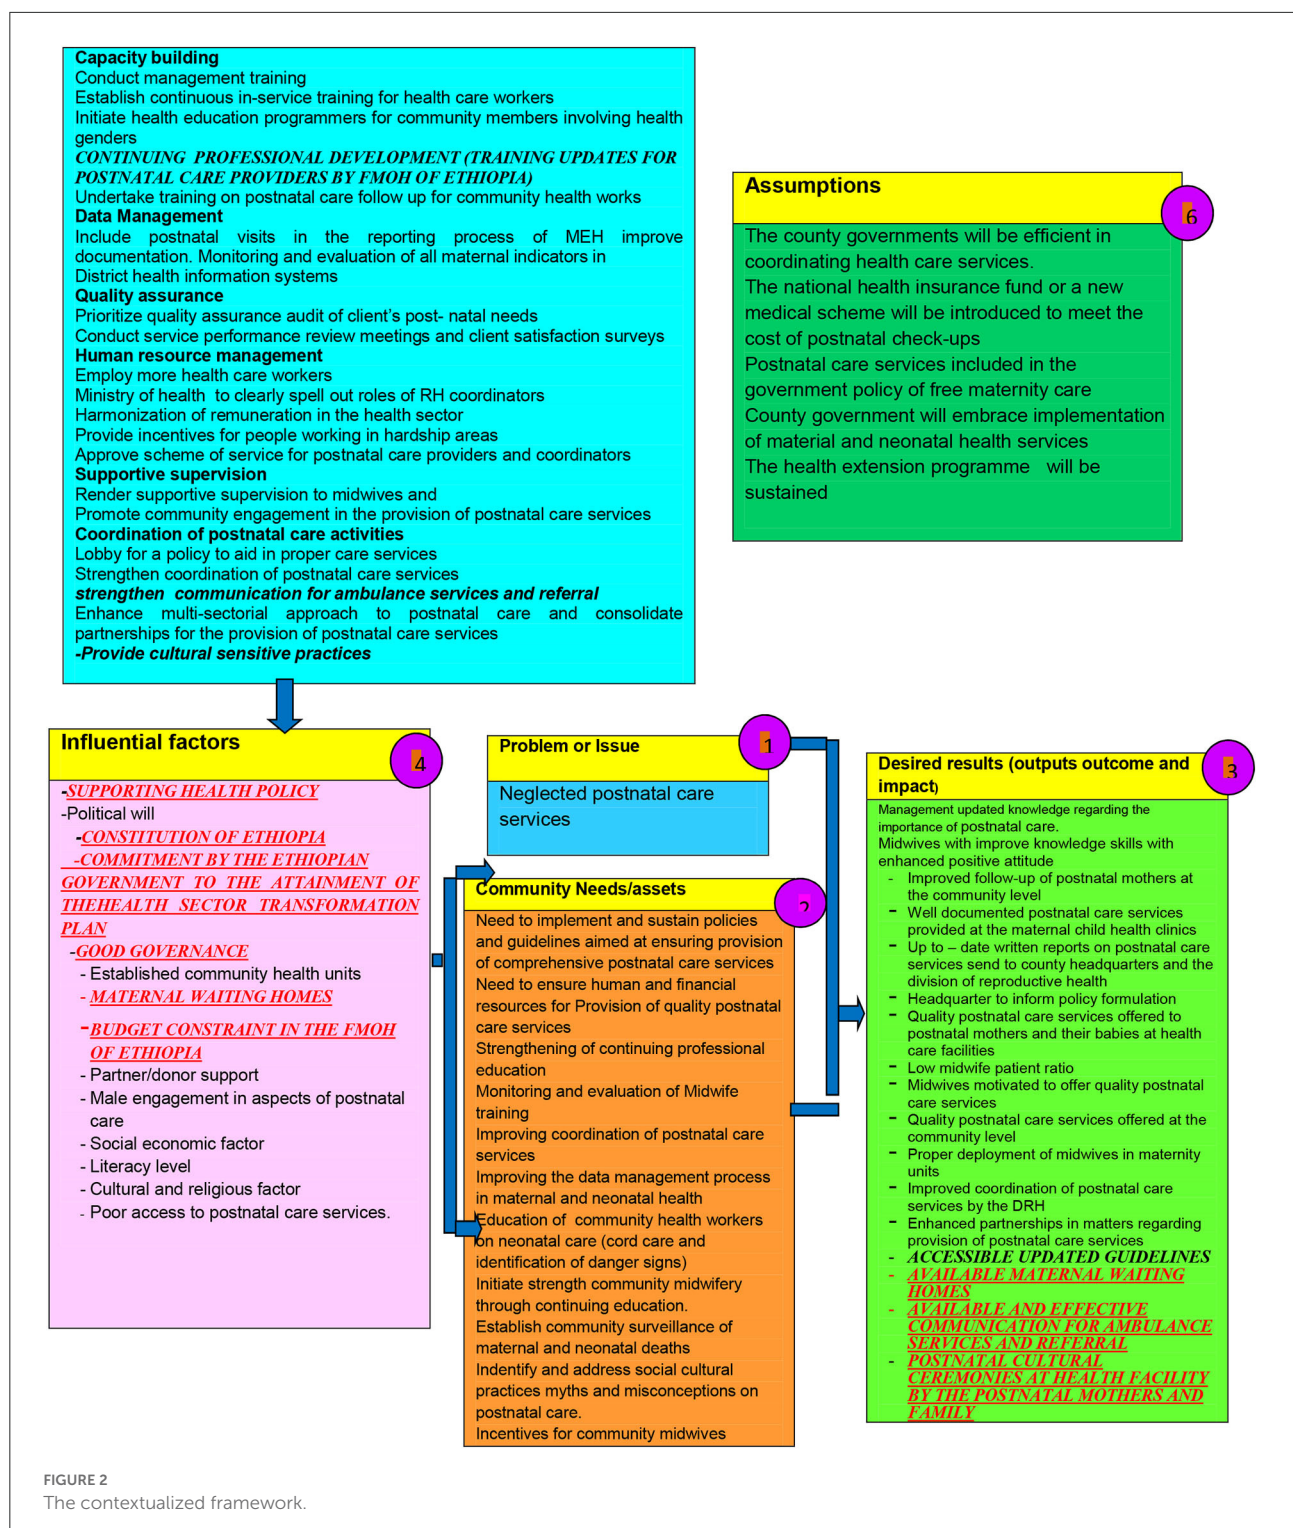 Capacity building
Conduct management training
Establish continuous in-service training for health care workers
Initiate health education programmers for community members involving health
genders
CONTINUING PROFESSIONAL DEVELOPMENT (TRAINING UPDATES FOR
POSTNATAL CARE PROVIDERS BY FMOH OF ETHIOPIA)
Undertake training on postnatal care follow up for community health works
Data Management
Include postnatal visits in the reporting process of MEH improve
documentation. Monitoring and evaluation of all maternal indicators in
District health information systems
Quality assurance
Prioritize quality assurance audit of client's post- natal needs
Conduct service performance review meetings and client satisfaction surveys
Human resource management
Employ more health care workers
Ministry of health to clearly spell out roles of RH coordinators
Harmonization of remuneration in the health sector
Provide incentives for people working in hardship areas
Approve scheme of service for postnatal care providers and coordinators
Supportive supervision
Render supportive supervision to midwives and
Promote community engagement in the provision of postnatal care services
Coordination of postnatal care activities
Lobby for a policy to aid in proper care services
Strengthen coordination of postnatal care services
strengthen communication for ambulance services and referral
Enhance multi-sectorial approach to postnatal care and consolidate
partnerships for the provision of postnatal care services
-Provide cultural sensitive practices
Assumptions
6
The county governments will be efficient in
coordinating health care services.
The national health insurance fund or a new
medical scheme will be introduced to meet the
cost of postnatal check-ups
Postnatal care services included in the
government policy of free maternity care
County government will embrace implementation
of material and neonatal health services
The health extension programme will be
sustained
Influential factors
4
-SUPPORTING HEALTH POLICY
-Political will
-CONSTITUTION OF ETHIOPIA
-COMMITMENT BY THE ETHIOPIAN
GOVERNMENT TO THE ATTAINMENT OF
THEHEALTH SECTOR TRANSFORMATION
PLAN
-GOOD GOVERNANCE
- Established community health units
- MATERNAL WAITING HOMES
-BUDGET CONSTRAINT IN THE FMOH
OF ETHIOPIA
- Partner/donor support
- Male engagement in aspects of postnatal
care
- Social economic factor
- Literacy level
- Cultural and religious factor
- Poor access to postnatal care services.
Problem or Issue
1
Neglected postnatal care
services
Community Needs/assets
2
Need to implement and sustain policies
and guidelines aimed at ensuring provision
of comprehensive postnatal care services
Need to ensure human and financial
resources for Provision of quality postnatal
care services
Strengthening of continuing professional
education
Monitoring and evaluation of Midwife
training
Improving coordination of postnatal care
services
Improving the data management process
in maternal and neonatal health
Education of community health workers
on neonatal care (cord care and
identification of danger signs)
Initiate strength community midwifery
through continuing education.
Establish community surveillance of
maternal and neonatal deaths
Indentify and address social cultural
practices myths and misconceptions on
postnatal care.
Incentives for community midwives
Desired results (outputs outcome and
impact)
3
Management updated knowledge regarding the
importance of postnatal care.
Midwives with improve knowledge skills with
enhanced positive attitude
- Improved follow-up of postnatal mothers at
the community level
- Well documented postnatal care services
provided at the maternal child health clinics
- Up to – date written reports on postnatal care
services send to county headquarters and the
division of reproductive health
- Headquarter to inform policy formulation
- Quality postnatal care services offered to
postnatal mothers and their babies at health
care facilities
- Low midwife patient ratio
- Midwives motivated to offer quality postnatal
care services
- Quality postnatal care services offered at the
community level
- Proper deployment of midwives in maternity
units
- Improved coordination of postnatal care
services by the DRH
- Enhanced partnerships in matters regarding
provision of postnatal care services
- ACCESSIBLE UPDATED GUIDELINES
- AVAILABLE MATERNAL WAITING
HOMES
- AVAILABLE AND EFFECTIVE
COMMUNICATION FOR AMBULANCE
SERVICES AND REFERRAL
- POSTNATAL CULTURAL
CEREMONIES AT HEALTH FACILITY
BY THE POSTNATAL MOTHERS AND
FAMILY
FIGURE 2
The contextualized framework.